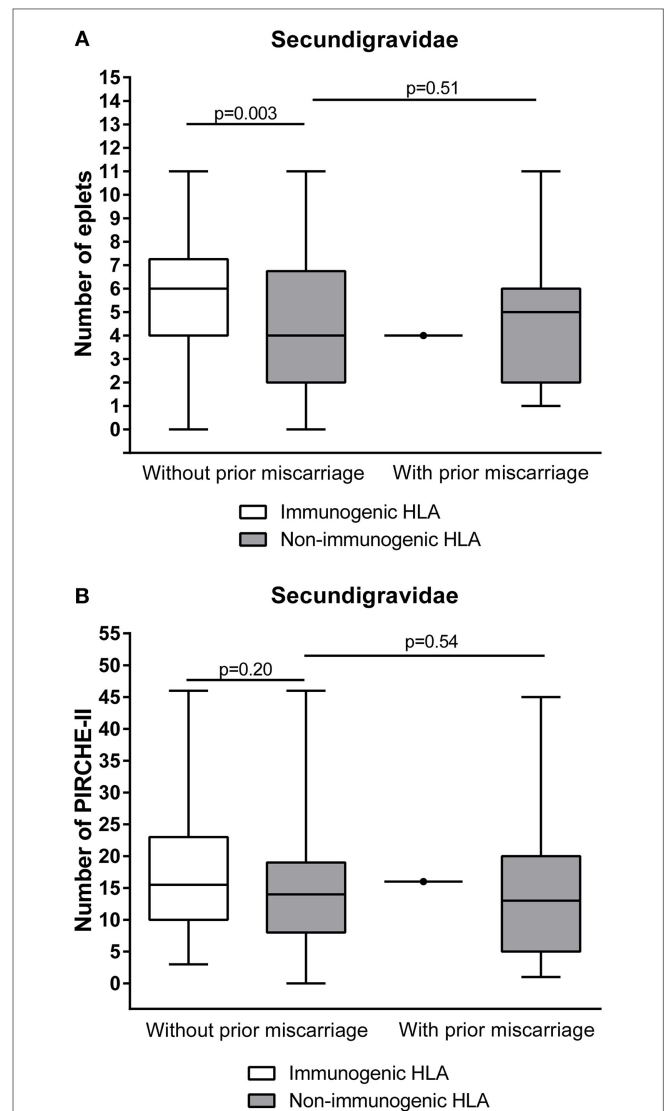 A
Secundigravidae
15
14
13
12
11
10
9
8
7
6
5
4
3
2
1
0
Number of eplets
p=0.003
p=0.51
Without prior miscarriage
With prior miscarriage
Immunogenic HLA
Non-immunogenic HLA
B
Secundigravidae
55
50
45
40
35
30
25
20
15
10
5
0
Number of PIRCHE-II
p=0.20
p=0.54
Without prior miscarriage
With prior miscarriage
Immunogenic HLA
Non-immunogenic HLA